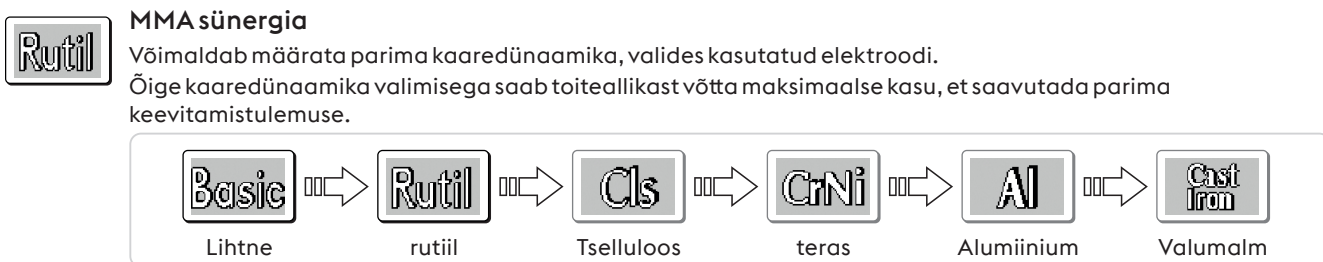 Rutil
MMA sünergia
Võimaldab määrata parima kaaredünaamika, valides kasutatud elektroodi.
Õige kaaredünaamika valimisega saab toiteallikast võtta maksimaalse kasu, et saavutada parima
keevitamistulemuse.
Basic Rutil Cls CrNi Al Cast Iron
Lihtne rutiil Tselluloos teras Alumiinium Valumalm